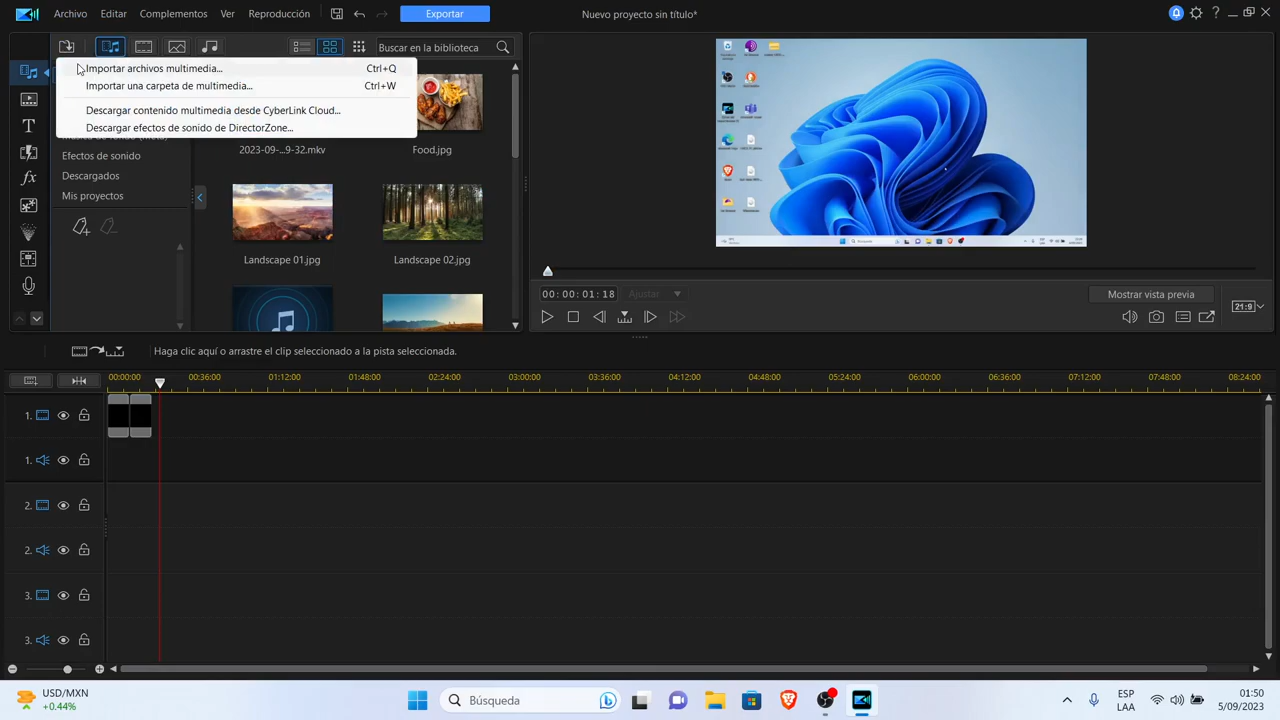 Archivo Editar Complementos Ver Reproducción Exportar Nuevo proyecto sin título* ?
Buscar en la biblioteca
Importar archivos multimedia... Ctrl+Q
Importar una carpeta de multimedia... Ctrl+W
Descargar contenido multimedia desde CyberLink Cloud...
Descargar efectos de sonido de DirectorZone...
Efectos de sonido
Descargados
Mis proyectos
2023-09-...9-32.mkv Food.jpg
Landscape 01.jpg Landscape 02.jpg
00:00:01:18 Ajustar Mostrar vista previa 21:9
Haga clic aquí o arrastre el clip seleccionado a la pista seleccionada.
00:00:00 00:36:00 01:12:00 01:48:00 02:24:00 03:00:00 03:36:00 04:12:00 04:48:00 05:24:00 06:00:00 06:36:00 07:12:00 07:48:00 08:24:00
1.
1.
2.
2.
3.
3.
USD/MXN
+0.44%
Búsqueda
ESP
LAA
01:50
5/09/2023